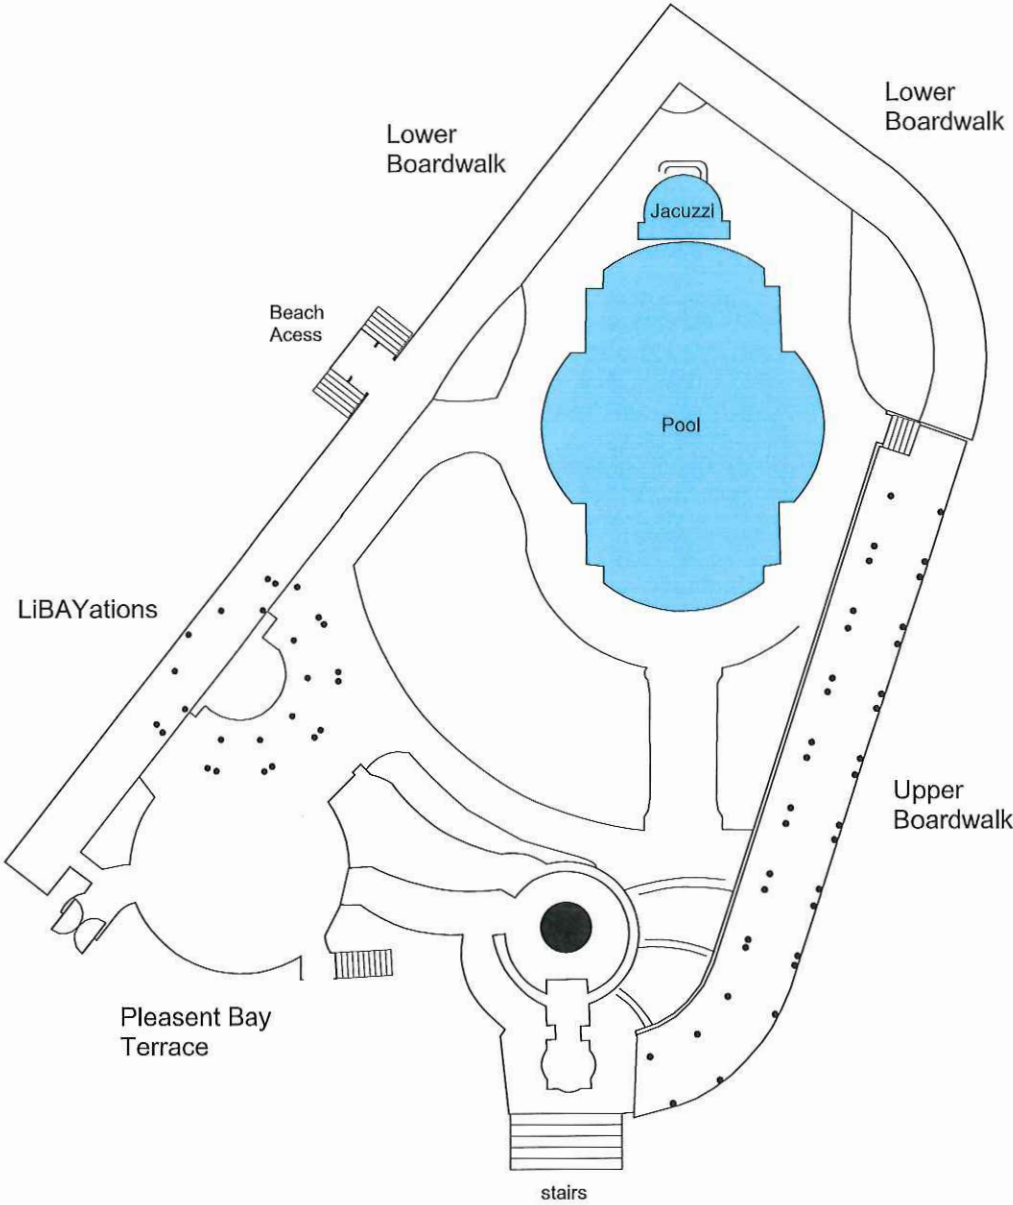 Lower
Boardwalk
Lower
Boardwalk
Jacuzzi
Beach
Acess
Pool
LiBAYations
Upper
Boardwalk
Pleasent Bay
Terrace
stairs